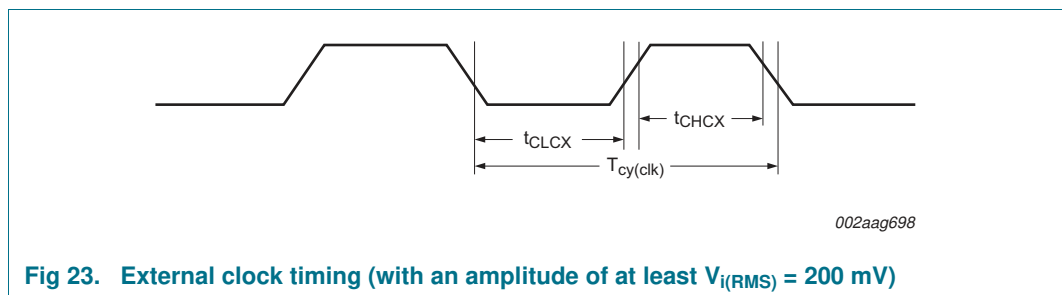 tCHCX
tCLCX
Tcy(clk)
002aag698
Fig 23. External clock timing (with an amplitude of at least Vi(RMS) = 200 mV)